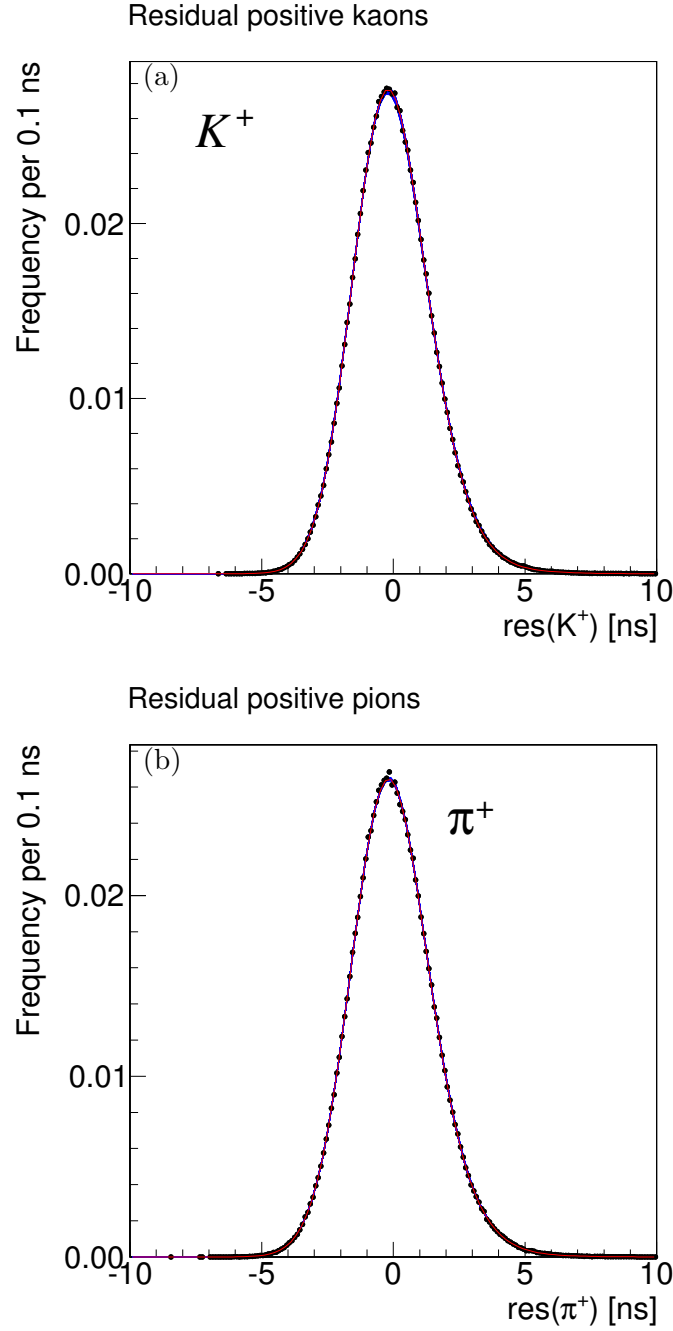 Residual positive kaons
(a)
K⁺
Frequency per 0.1 ns
0.02
0.01
0.00
-10 -5 0 5 10
res(K⁺) [ns]
Residual positive pions
(b)
π⁺
Frequency per 0.1 ns
0.02
0.01
0.00
-10 -5 0 5 10
res(π⁺) [ns]